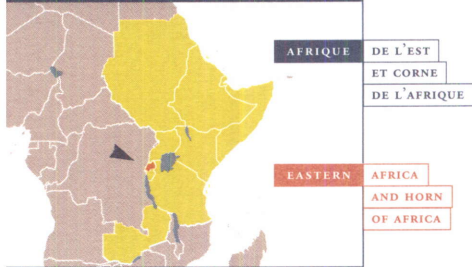 AFRIQUE DE L'EST
ET CORNE
DE L'AFRIQUE
EASTERN AFRICA
AND HORN
OF AFRICA